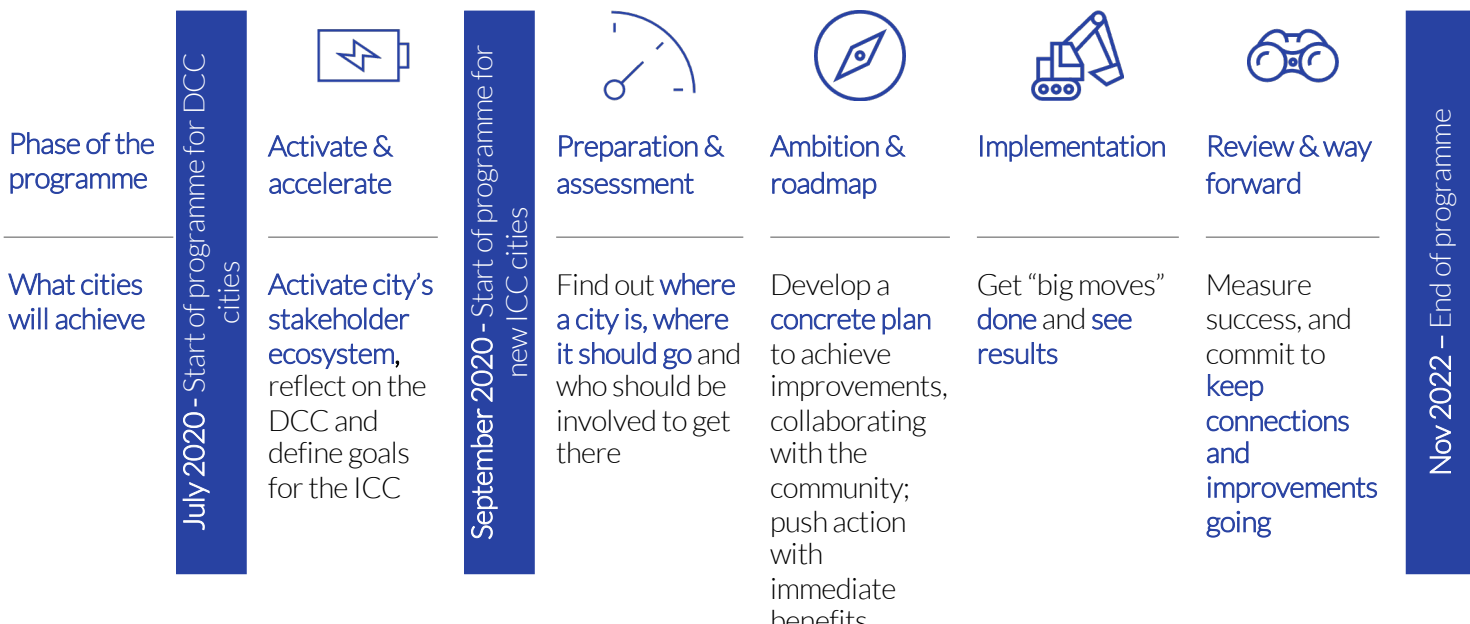 Phase of the
programme
What cities
will achieve
July 2020 - Start of programme for DCC
cities
Activate &
accelerate
Activate city's
stakeholder
ecosystem,
reflect on the
DCC and
define goals
for the ICC
September 2020 - Start of programme for
new ICC cities
Preparation &
assessment
Find out where
a city is, where
it should go and
who should be
involved to get
there
Ambition &
roadmap
Develop a
concrete plan
to achieve
improvements,
collaborating
with the
community;
push action
with
immediate
benefits
Implementation
Get “big moves”
done and see
results
Review & way
forward
Measure
success, and
commit to
keep
connections
and
improvements
going
Nov 2022 – End of programme